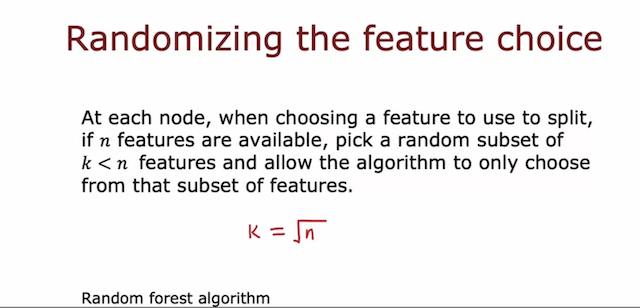 Randomizing the feature choice
At each node, when choosing a feature to use to split,
if n features are available, pick a random subset of
k < n features and allow the algorithm to only choose
from that subset of features.
K = √n
Random forest algorithm